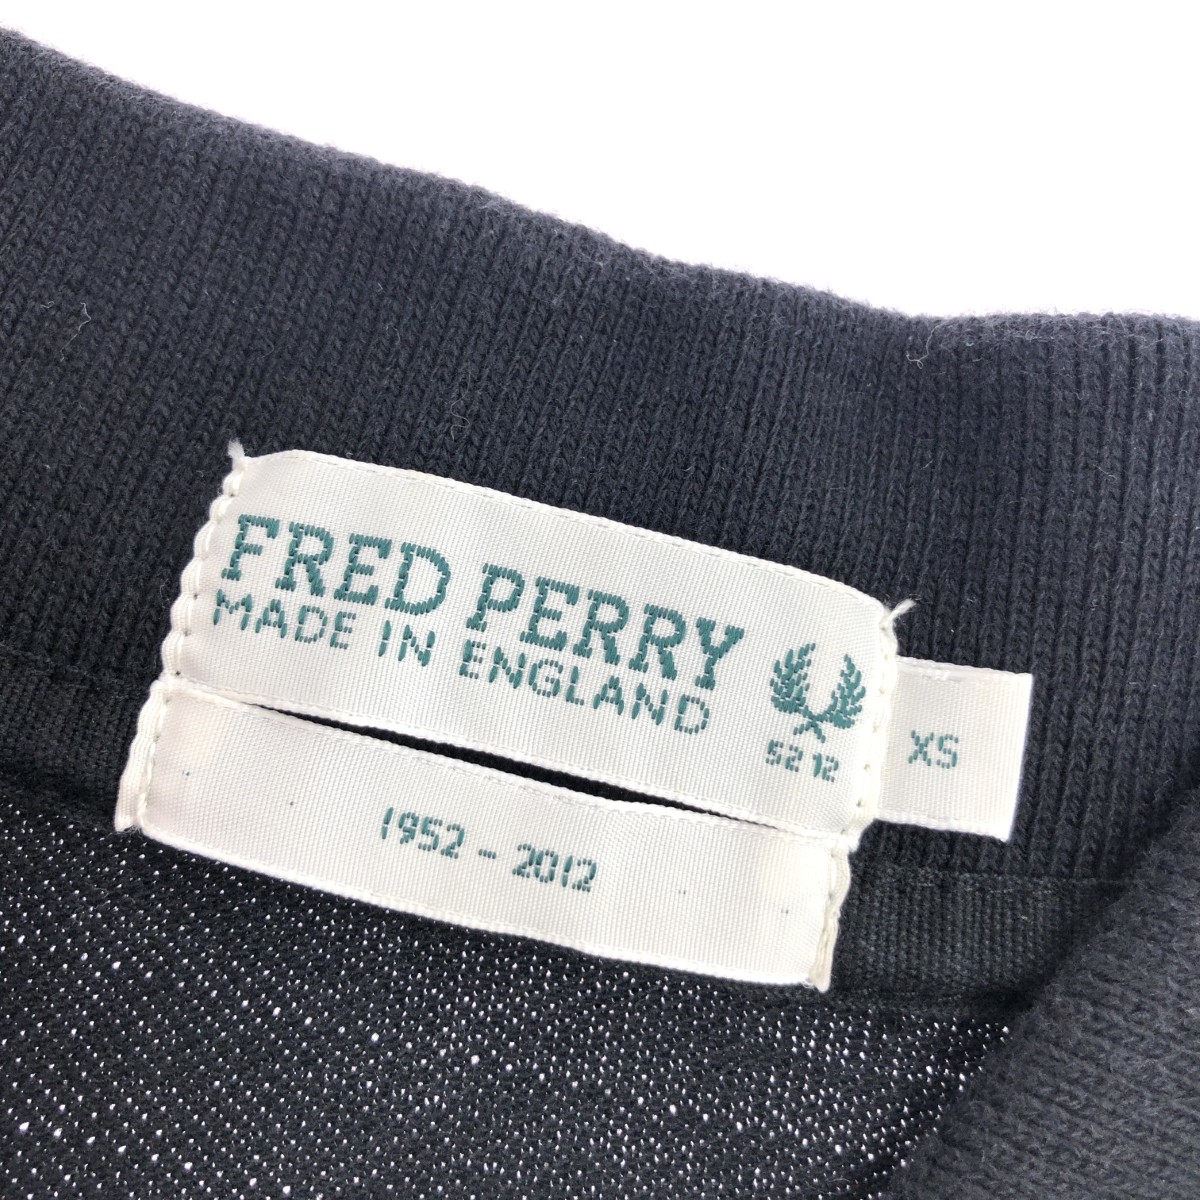 FRED PERRY
MADE IN ENGLAND
52 12
XS
1952 - 2012